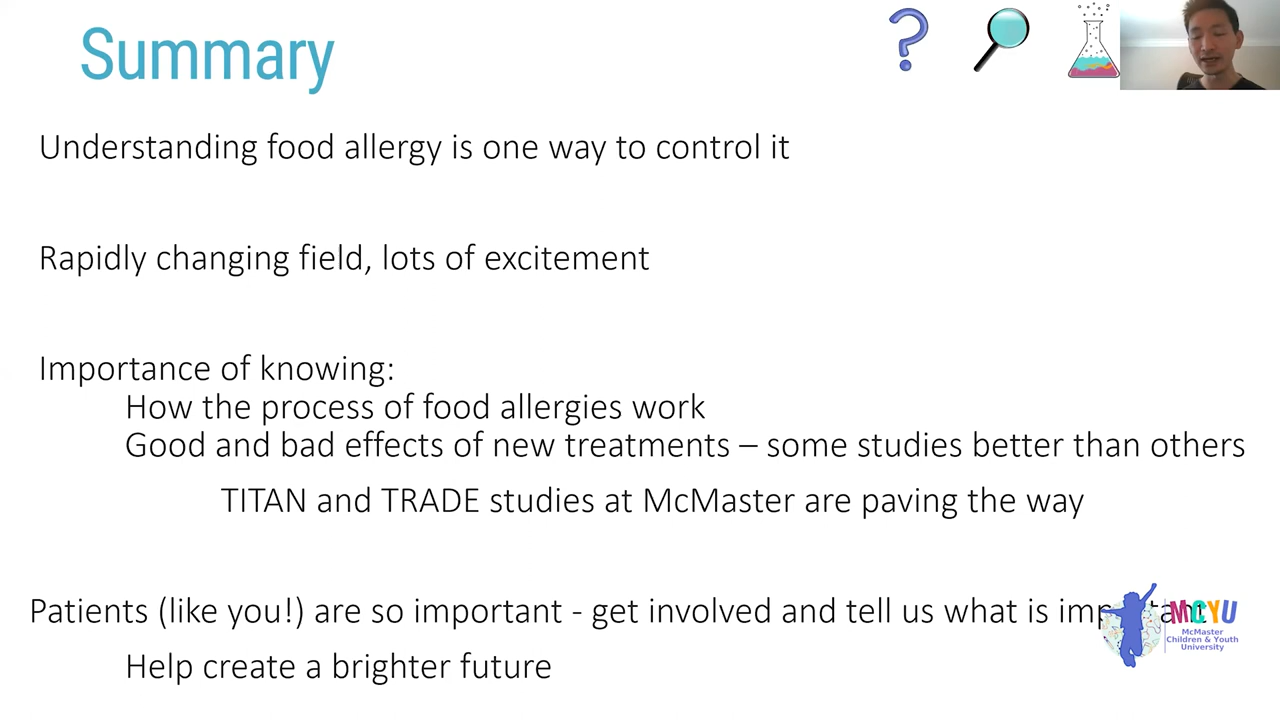 Summary
Understanding food allergy is one way to control it
Rapidly changing field, lots of excitement
Importance of knowing:
How the process of food allergies work
Good and bad effects of new treatments – some studies better than others
TITAN and TRADE studies at McMaster are paving the way
Patients (like you!) are so important - get involved and tell us what is important
Help create a brighter future
MCYU
McMaster
Children & Youth
University